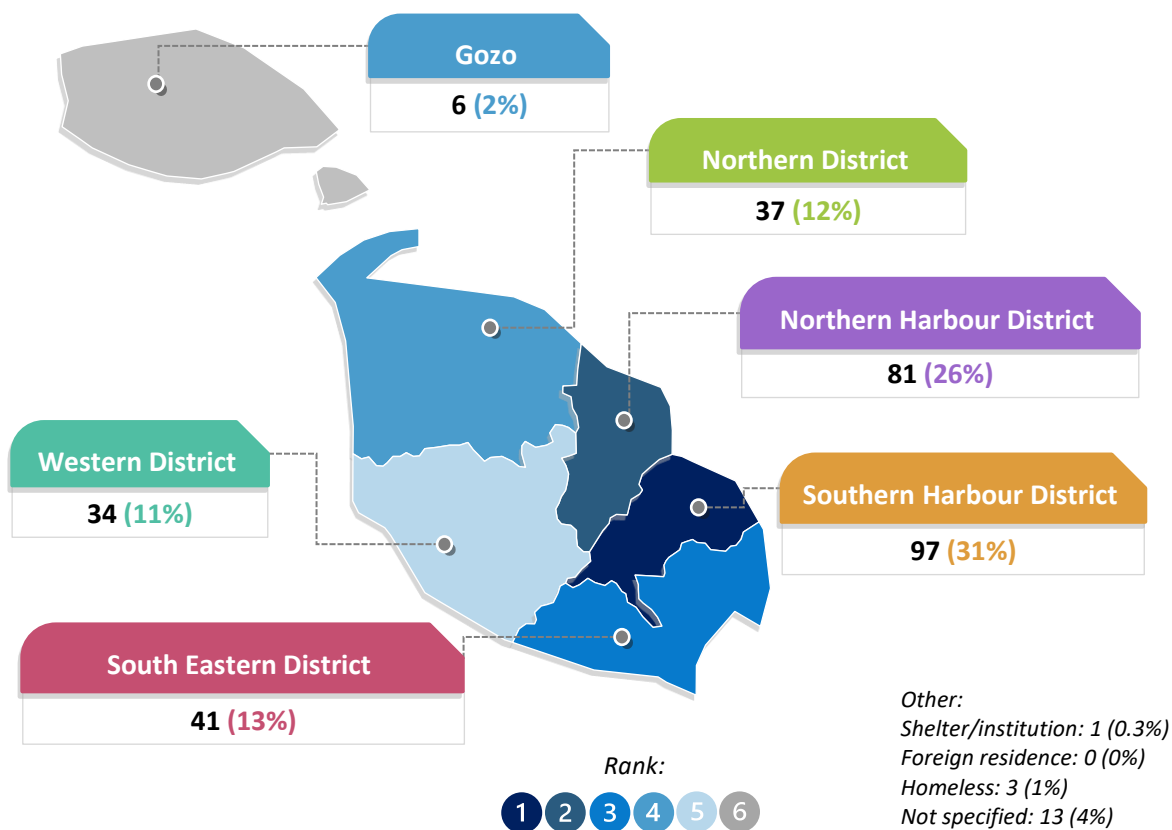 Gozo
6 (2%)
Northern District
37 (12%)
Northern Harbour District
81 (26%)
Western District
34 (11%)
Southern Harbour District
97 (31%)
South Eastern District
41 (13%)
Other:
Shelter/institution: 1 (0.3%)
Foreign residence: 0 (0%)
Homeless: 3 (1%)
Not specified: 13 (4%)
Rank:
1 2 3 4 5 6